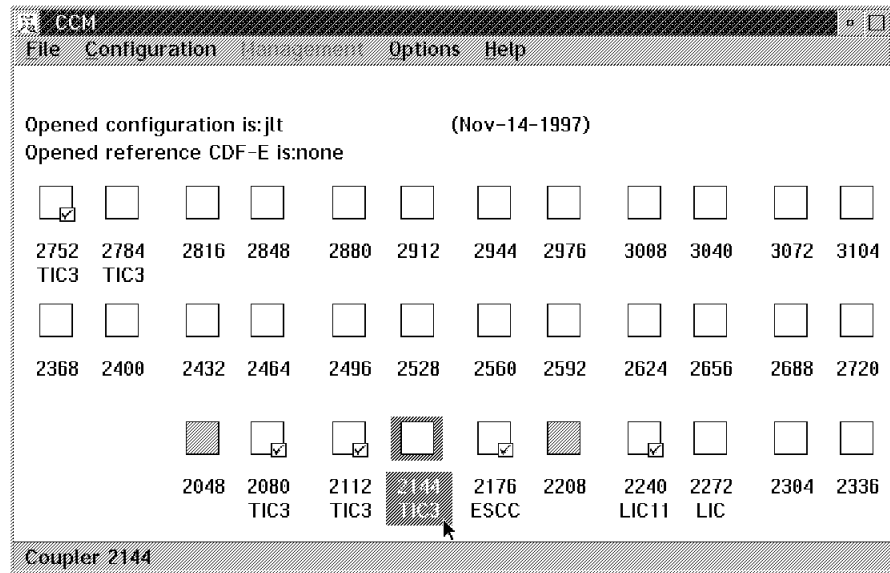 CCM
File Configuration Management Options Help
Opened configuration is:jlt (Nov-14-1997)
Opened reference CDF-E is:none
2752 2784 2816 2848 2880 2912 2944 2976 3008 3040 3072 3104
TIC3 TIC3
2368 2400 2432 2464 2496 2528 2560 2592 2624 2656 2688 2720
2048 2080 2112 2144 2176 2208 2240 2272 2304 2336
TIC3 TIC3 TIC3 ESCC LIC11 LIC
Coupler 2144